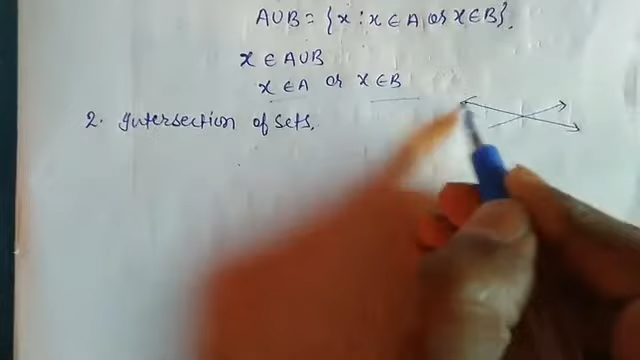 A∪B = {x : x ∈ A or x ∈ B}.
x ∈ A∪B
x ∈ A or x ∈ B
2. Intersection of sets.